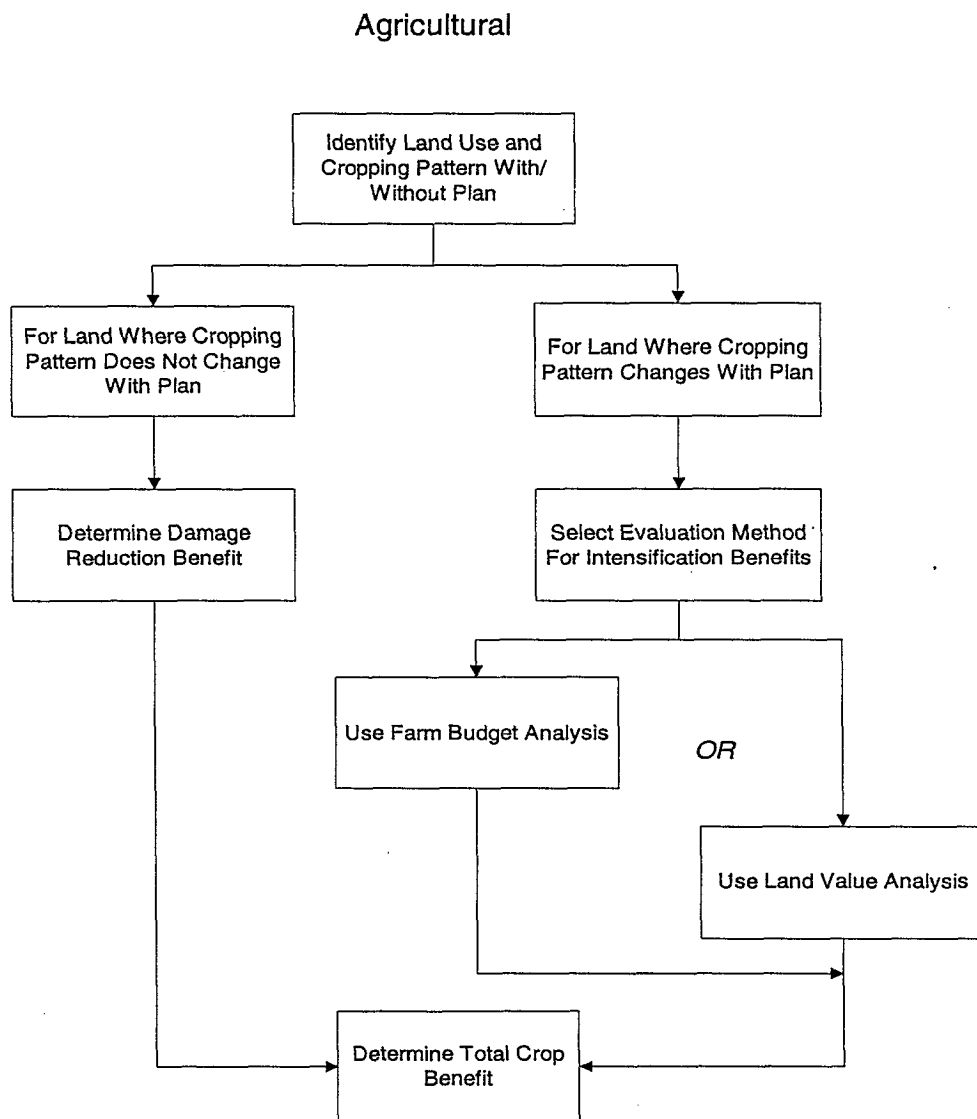 Agricultural
Identify Land Use and
Cropping Pattern With/
Without Plan
For Land Where Cropping
Pattern Does Not Change
With Plan
For Land Where Cropping
Pattern Changes With Plan
Determine Damage
Reduction Benefit
Select Evaluation Method
For Intensification Benefits
Use Farm Budget Analysis
OR
Use Land Value Analysis
Determine Total Crop
Benefit